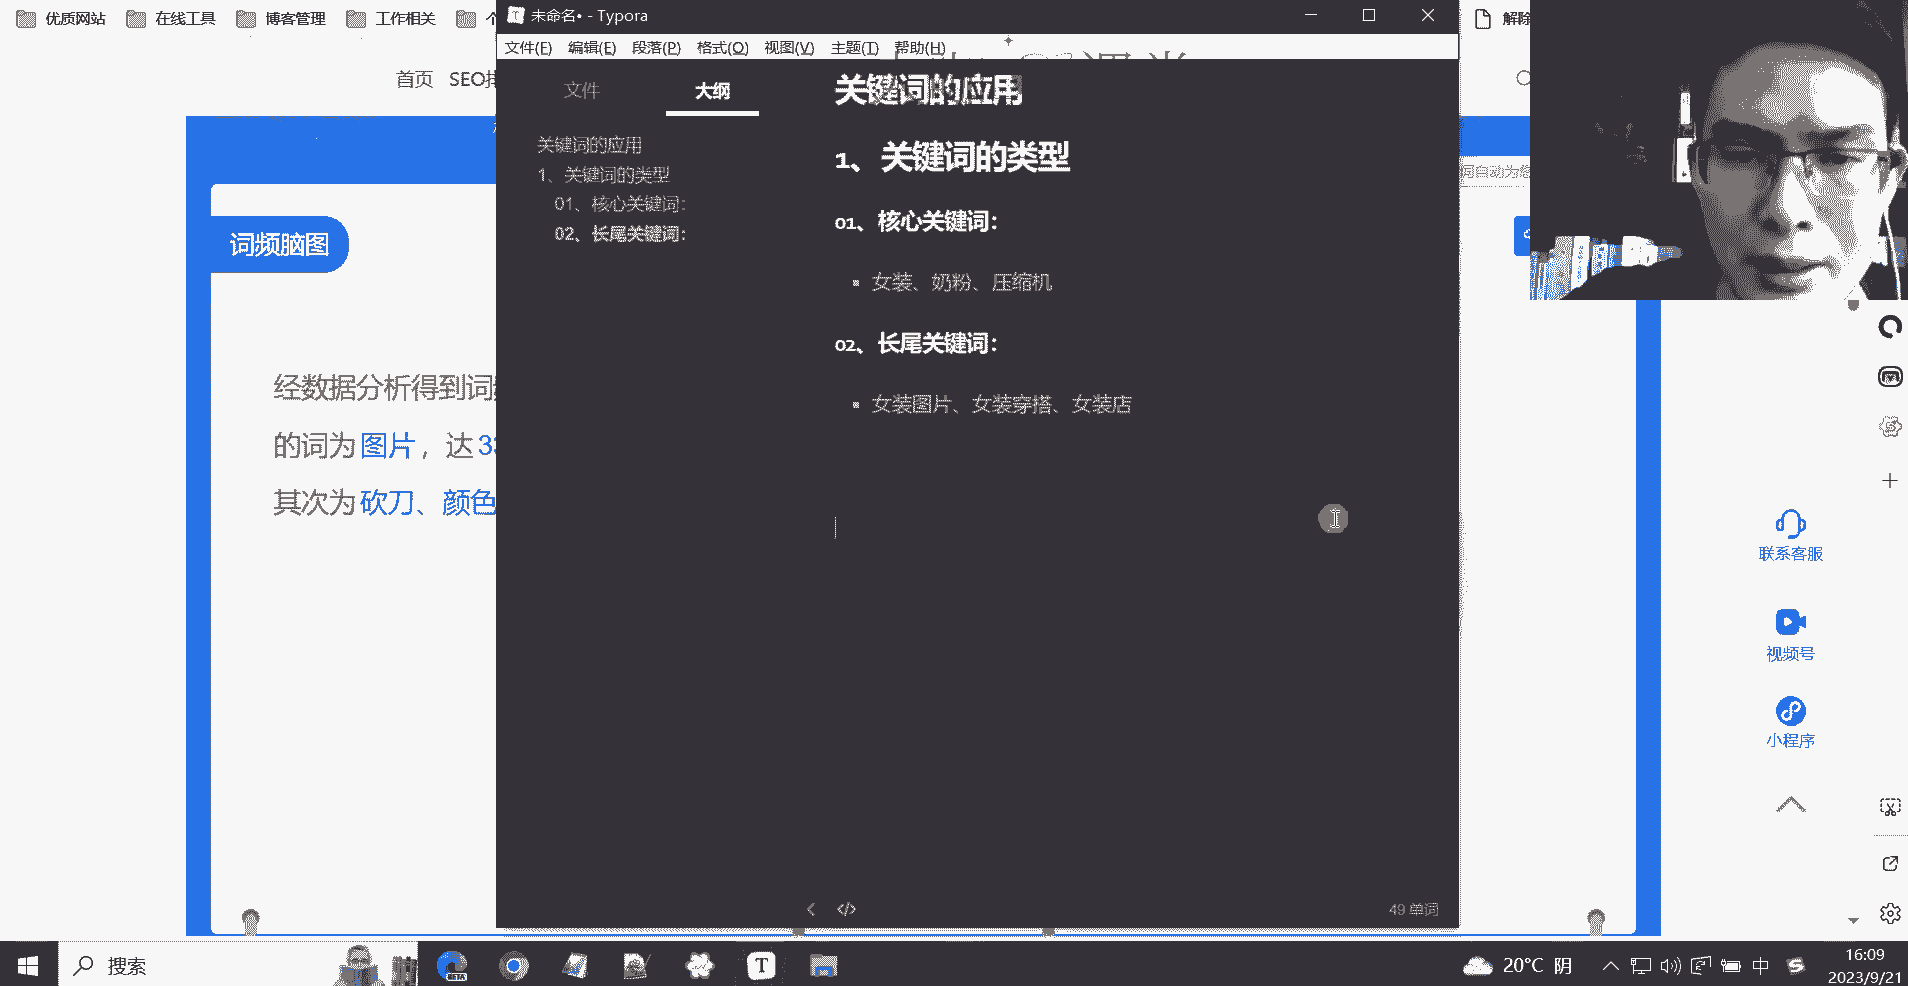 优质网站
在线工具
博客管理
工作相关
未命名• - Typora
解除
文件(F) 编辑(E) 段落(P) 格式(O) 视图(V) 主题(T) 帮助(H)
首页 SEO
文件
大纲
关键词的应用
1、关键词的类型
01、核心关键词：
02、长尾关键词：
关键词的应用
1、关键词的类型
01、核心关键词：
女装、奶粉、压缩机
02、长尾关键词：
女装图片、女装穿搭、女装店
49 单词
词自动为您
词频脑图
经数据分析得到词
的词为 图片，达 33
其次为 砍刀、颜色
联系客服
视频号
小程序
搜索
T
20°C 阴
中
16:09
2023/9/21